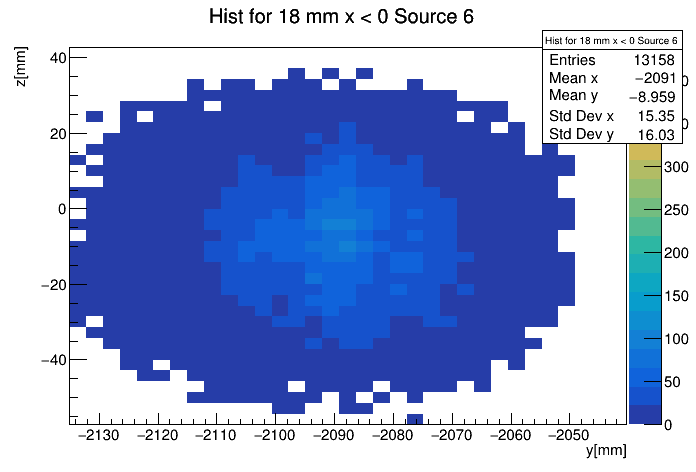 Hist for 18 mm x < 0 Source 6
Hist for 18 mm x < 0 Source 6
Entries 13158
Mean x −2091
Mean y −8.959
Std Dev x 15.35
Std Dev y 16.03
z[mm]
40
20
0
−20
−40
300
250
200
150
100
50
0
−2130 −2120 −2110 −2100 −2090 −2080 −2070 −2060 −2050
y[mm]